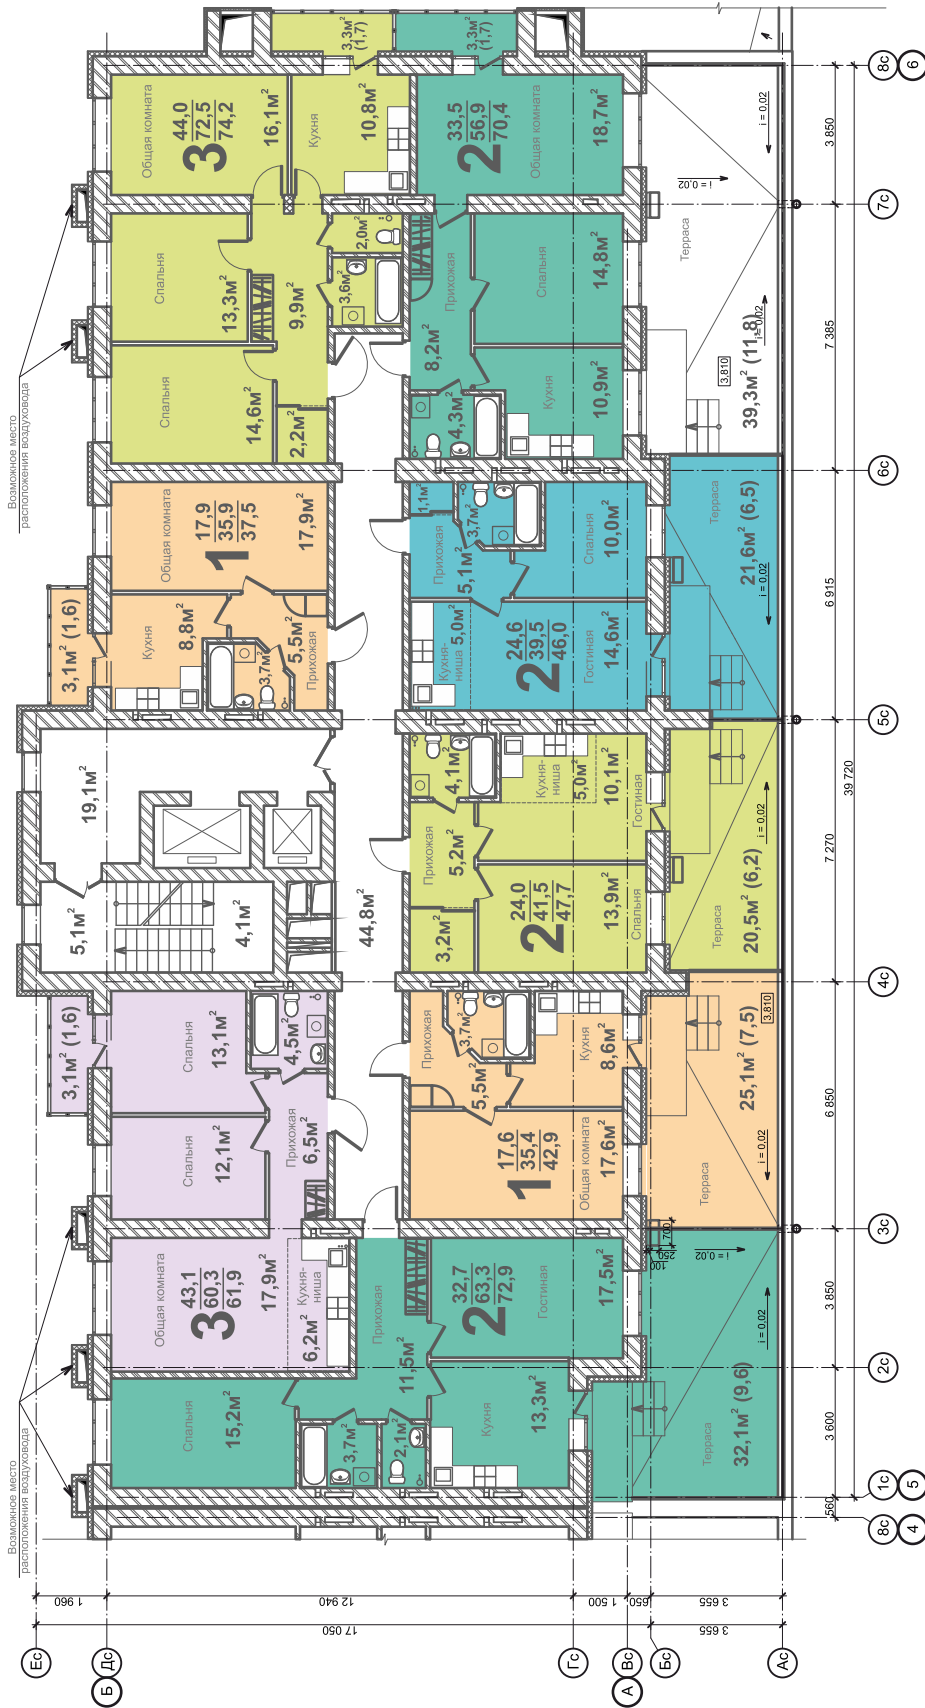 Возможное место
расположения воздуховода
Возможное место
расположения воздуховода
3,1м² (1,6)
3,1м² (1,6)
Спальня
15,2м²
3,7м²
2,1м²
Прихожая
11,5м²
Кухня
13,3м²
Гостиная
17,5м²
2
32,7
63,3
72,9
Терраса
32,1м² (9,6)
i = 0,02
i = 0,02
100
250
700
Общая комната
3
43,1
60,3
61,9
17,9м²
Кухня-
ниша
6,2м²
Спальня
12,1м²
Спальня
13,1м²
4,5м²
Прихожая
6,5м²
Прихожая
5,5м²
3,7м²
Кухня
8,6м²
1
17,6
35,4
42,9
Общая комната
17,6м²
Терраса
25,1м² (7,5)
3,810
i = 0,02
5,1м²
4,1м²
19,1м²
44,8м²
3,2м²
Прихожая
5,2м²
4,1м²
Кухня-
ниша
5,0м²
10,1м²
Гостиная
2
24,0
41,5
47,7
13,9м²
Спальня
Терраса
20,5м² (6,2)
i = 0,02
Кухня
8,8м²
3,7м²
5,5м²
Прихожая
Общая комната
1
17,9
35,9
37,5
17,9м²
Кухня-
ниша
5,0м²
2
24,6
39,5
46,0
Гостиная
14,6м²
Прихожая
5,1м²
1,1м²
3,7м²
Спальня
10,0м²
Терраса
21,6м² (6,5)
i = 0,02
Спальня
14,6м²
2,2м²
Спальня
13,3м²
9,9м²
3,6м²
2,0м²
Общая комната
3
44,0
72,5
74,2
16,1м²
Кухня
10,8м²
3,3м²
(1,7)
3,3м²
(1,7)
4,3м²
Прихожая
8,2м²
Кухня
10,9м²
Спальня
14,8м²
2
33,5
56,9
70,4
Общая комната
18,7м²
Терраса
39,3м² (11,8)
3,810
i = 0,02
i = 0,02
i = 0,02
560
3 600
3 850
6 850
7 270
6 915
7 385
3 850
39 720
8с
4
1с
5
2с
3с
4с
5с
6с
7с
8с
6
1 960
12 940
1 500
650
3 655
17 050
3 655
Ес
Дс
Б
Гс
Вс
А
Бс
Ас